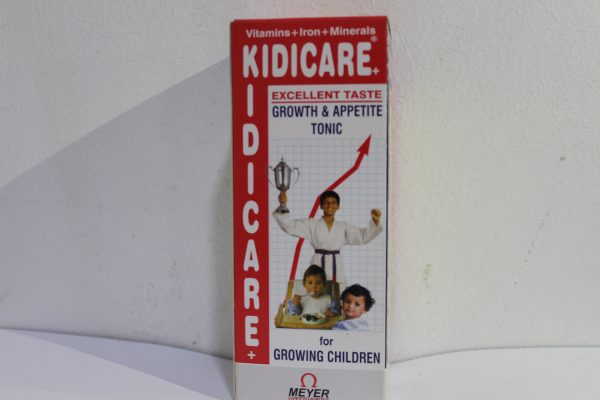 Vitamins+Iron+Minerals
KIDICARE®+
EXCELLENT TASTE
GROWTH & APPETITE
TONIC
KIDICARE+
for
GROWING CHILDREN
MEYER